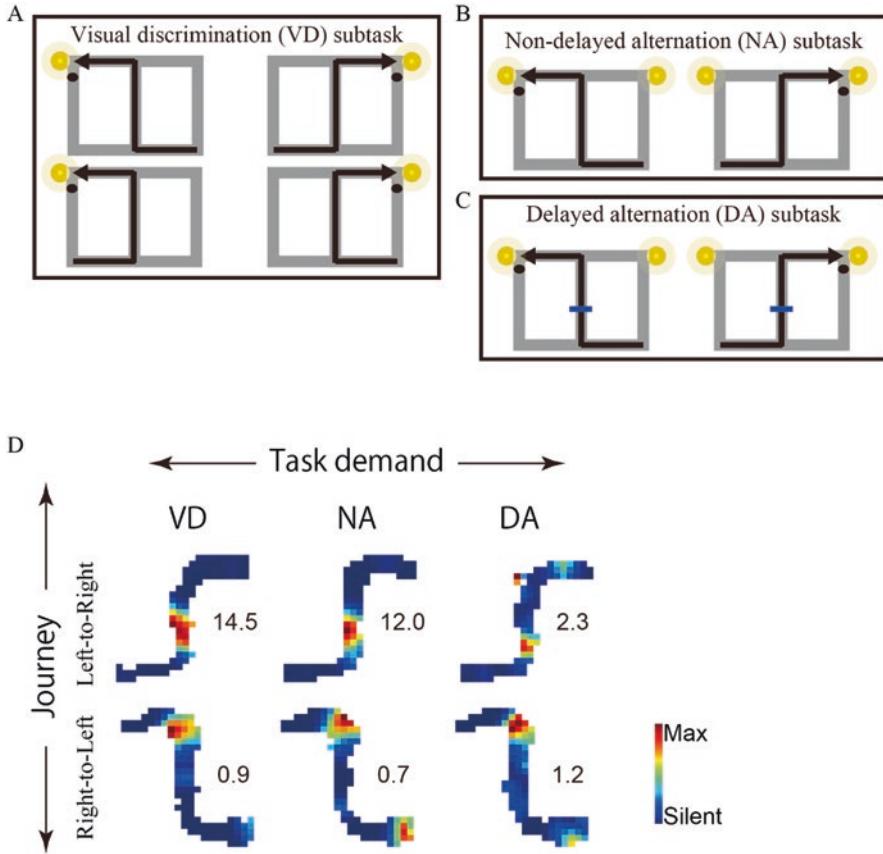 A
Visual discrimination (VD) subtask
B
Non-delayed alternation (NA) subtask
C
Delayed alternation (DA) subtask
D
Task demand
VD NA DA
Journey
Left-to-Right
14.5 12.0 2.3
Right-to-Left
0.9 0.7 1.2
Max
Silent